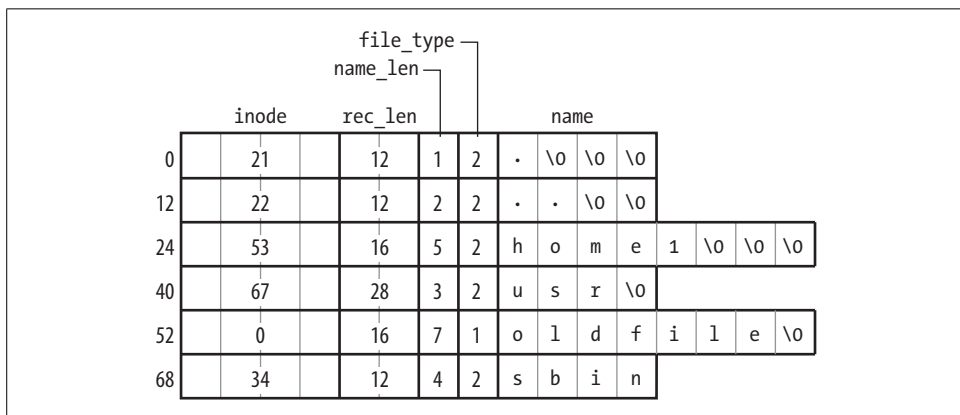 file_type
name_len
inode rec_len name
0 21 12 1 2 . \0 \0 \0
12 22 12 2 2 . . \0 \0
24 53 16 5 2 h o m e 1 \0 \0 \0
40 67 28 3 2 u s r \0
52 0 16 7 1 o l d f i l e \0
68 34 12 4 2 s b i n